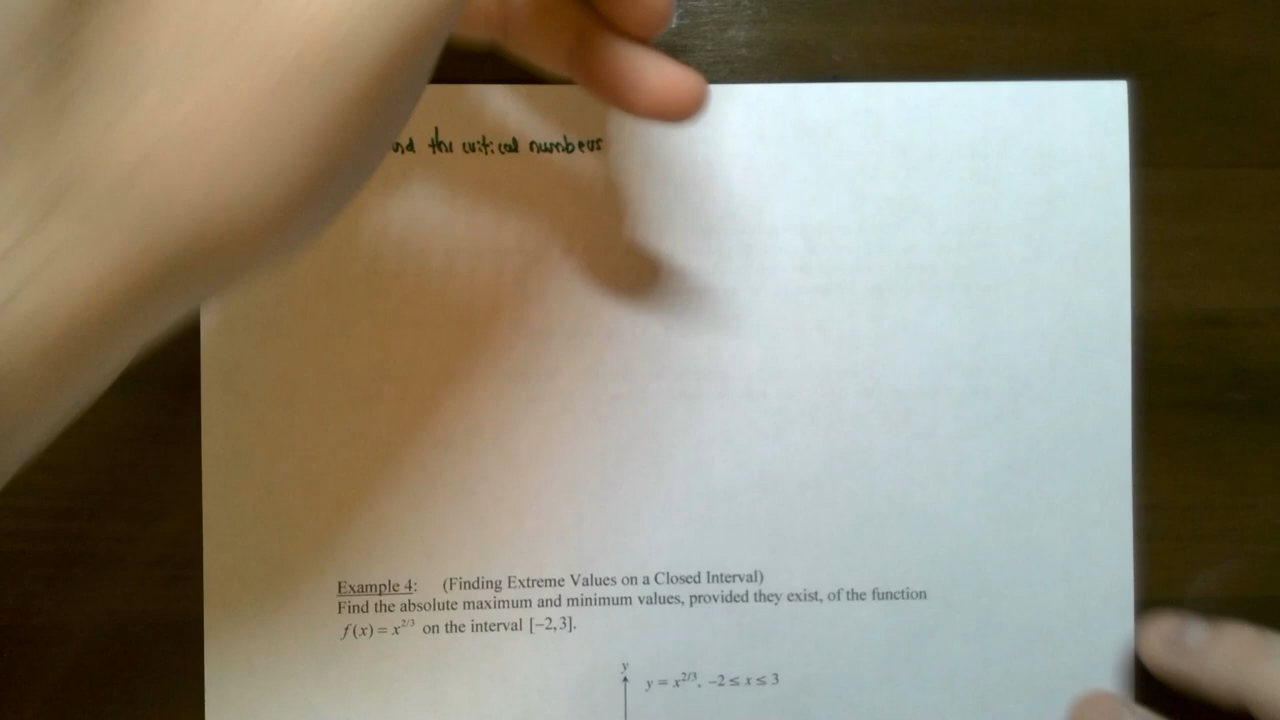 the critical numbers
Example 4: (Finding Extreme Values on a Closed Interval)
Find the absolute maximum and minimum values, provided they exist, of the function
f(x) = x^{2/3} on the interval [−2,3].
y
y = x^{2/3}, −2 ≤ x ≤ 3